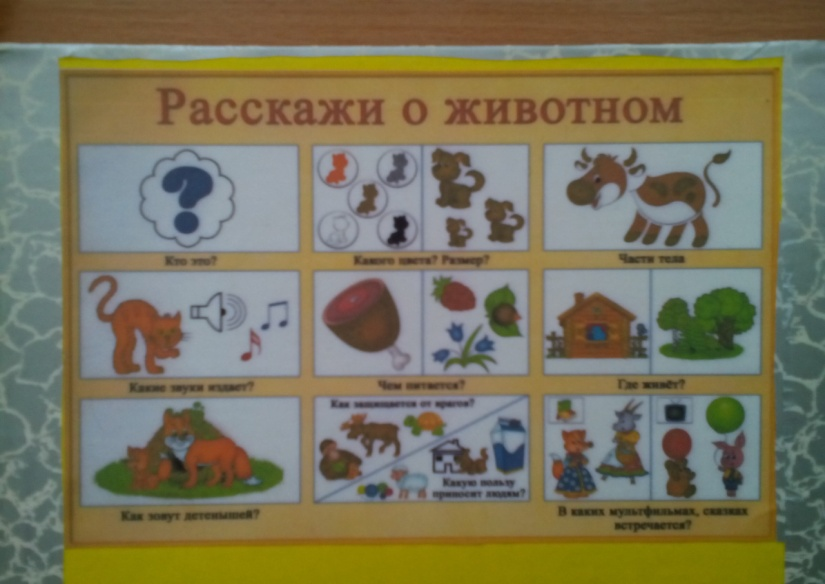 Расскажи о животном
Кто это?
Какого цвета? Размер?
Части тела
Какие звуки издает?
Чем питается?
Где живёт?
Как зовут детенышей?
Как защищается от врагов?
Какую пользу
приносит людям?
В каких мультфильмах, сказках
встречается?